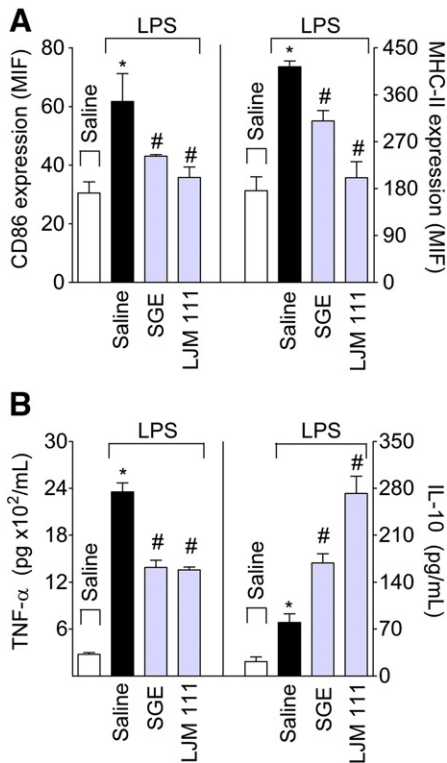 A
LPS
LPS
CD86 expression (MIF)
80
60
40
20
0
Saline
*
#
#
Saline
*
#
#
450
360
270
180
90
0
MHC-II expression
(MIF)
Saline
SGE
LJM 111
Saline
SGE
LJM 111
B
LPS
LPS
TNF-α (pg x10²/mL)
30
24
18
12
6
Saline
*
#
#
Saline
*
#
#
350
280
210
140
70
0
IL-10
(pg/mL)
Saline
SGE
LJM 111
Saline
SGE
LJM 111